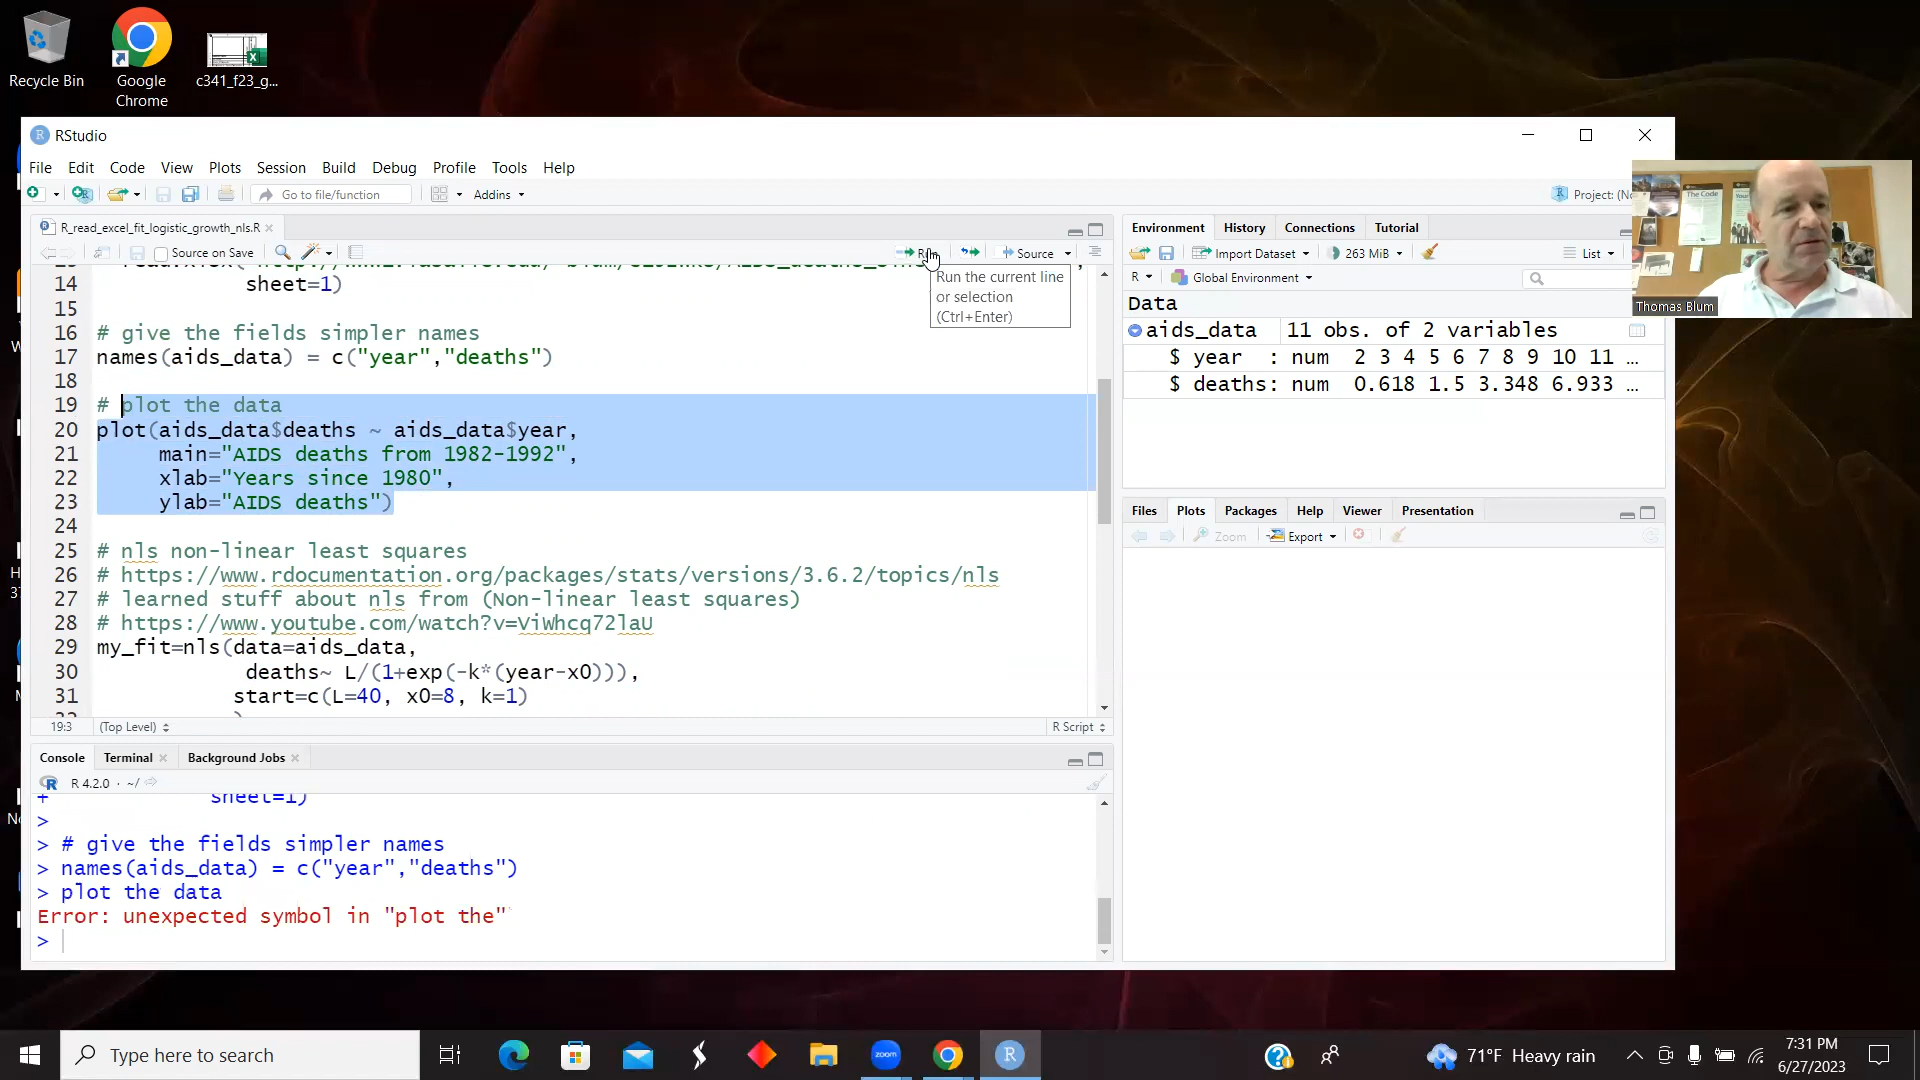 Recycle Bin
Google
Chrome
c341_f23_g...
RStudio
File Edit Code View Plots Session Build Debug Profile Tools Help
Go to file/function
Addins
Project: (No
R_read_excel_fit_logistic_growth_nls.R
Source on Save
Run
Source
Run the current line
or selection
(Ctrl+Enter)
14 sheet=1)
15
16 # give the fields simpler names
17 names(aids_data) = c("year","deaths")
18
19 # plot the data
20 plot(aids_data$deaths ~ aids_data$year,
21 main="AIDS deaths from 1982-1992",
22 xlab="Years since 1980",
23 ylab="AIDS deaths")
24
25 # nls non-linear least squares
26 # https://www.rdocumentation.org/packages/stats/versions/3.6.2/topics/nls
27 # learned stuff about nls from (Non-linear least squares)
28 # https://www.youtube.com/watch?v=ViWhcq72laU
29 my_fit=nls(data=aids_data,
30 deaths~ L/(1+exp(-k*(year-x0))),
31 start=c(L=40, x0=8, k=1)
19:3 (Top Level) R Script
Console Terminal Background Jobs
R 4.2.0 · ~/
+ sheet=1)
>
> # give the fields simpler names
> names(aids_data) = c("year","deaths")
> plot the data
Error: unexpected symbol in "plot the"
>
Environment History Connections Tutorial
Import Dataset 263 MiB List
R Global Environment
Data
aids_data 11 obs. of 2 variables
$ year : num 2 3 4 5 6 7 8 9 10 11 ...
$ deaths: num 0.618 1.5 3.348 6.933 ...
Files Plots Packages Help Viewer Presentation
Zoom Export
Thomas Blum
Type here to search
zoom
71°F Heavy rain
7:31 PM
6/27/2023